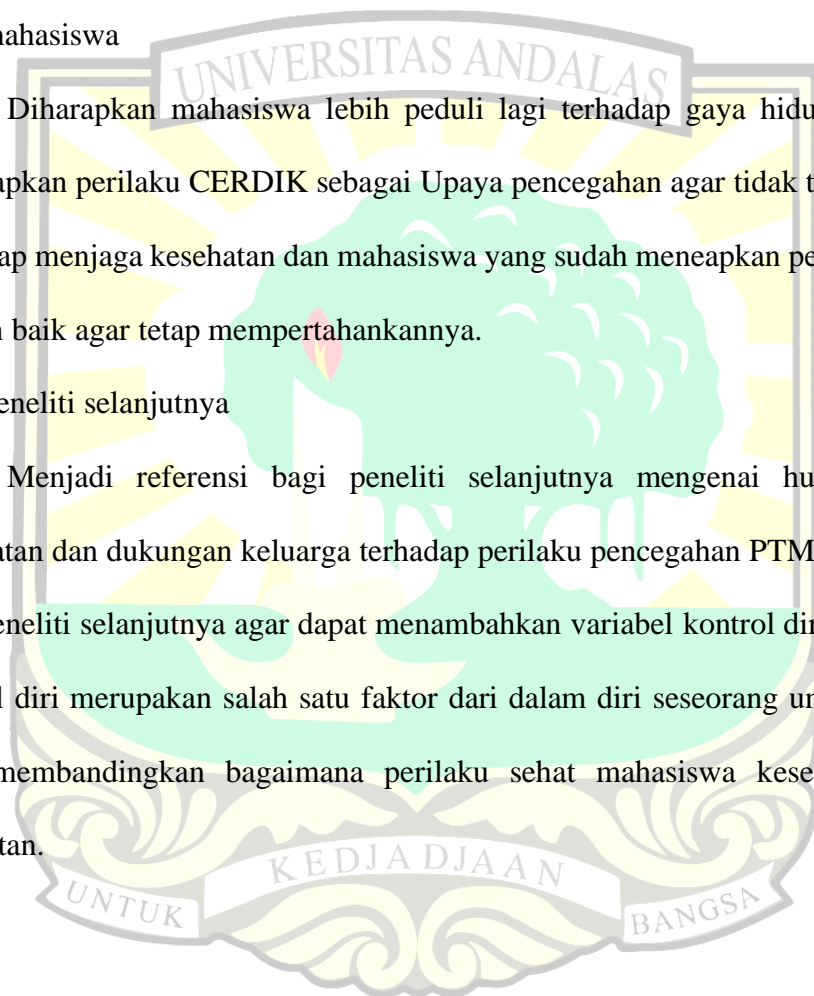 mahasiswa
UNIVERSITAS ANDALAS
Diharapkan mahasiswa lebih peduli lagi terhadap gaya hidu
apkan perilaku CERDIK sebagai Upaya pencegahan agar tidak t
ap menjaga kesehatan dan mahasiswa yang sudah meneapkan pe
baik agar tetap mempertahankannya.
eneliti selanjutnya
Menjadi referensi bagi peneliti selanjutnya mengenai hu
atan dan dukungan keluarga terhadap perilaku pencegahan PTM
eneliti selanjutnya agar dapat menambahkan variabel kontrol dir
l diri merupakan salah satu faktor dari dalam diri seseorang un
membandingkan bagaimana perilaku sehat mahasiswa kese
tan.
UNTUK KEDJADJAAN BANGSA